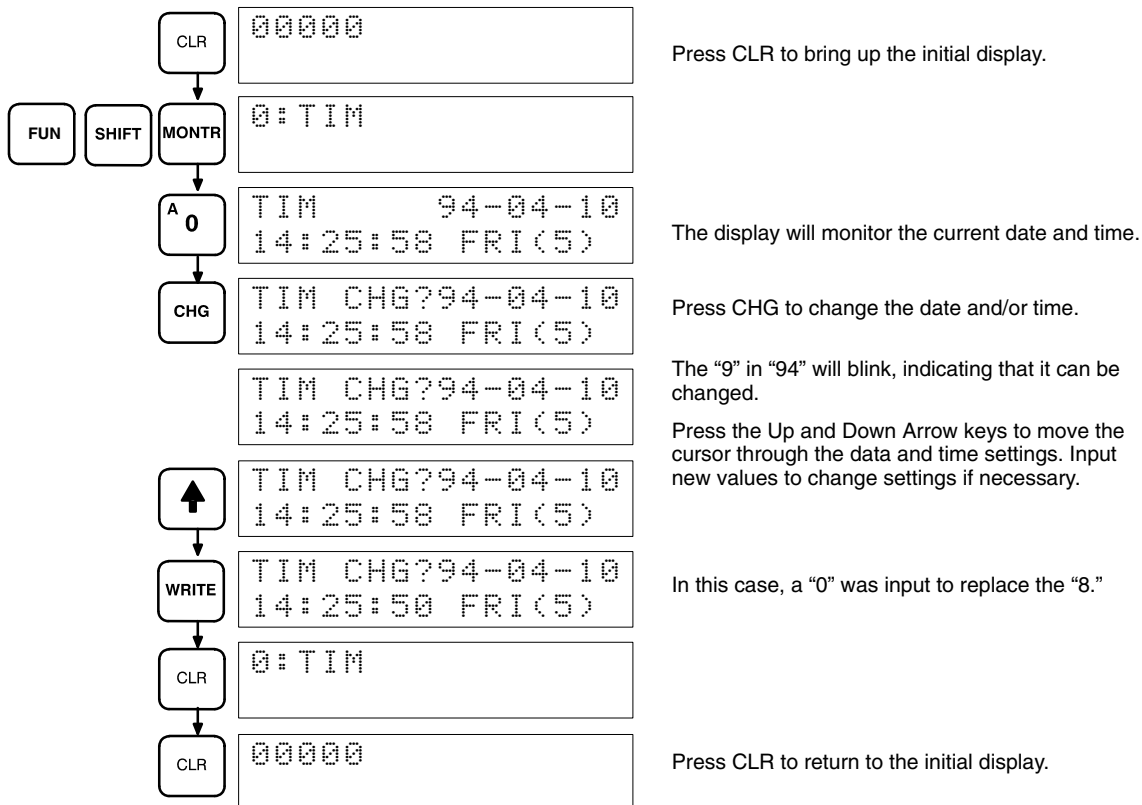 CLR
00000
Press CLR to bring up the initial display.
FUN
SHIFT
MONTR
0:TIM
A
0
TIM 94-04-10
14:25:58 FRI(5)
The display will monitor the current date and time.
CHG
TIM CHG?94-04-10
14:25:58 FRI(5)
Press CHG to change the date and/or time.
TIM CHG?94-04-10
14:25:58 FRI(5)
The “9” in “94” will blink, indicating that it can be
changed.
Press the Up and Down Arrow keys to move the
cursor through the data and time settings. Input
new values to change settings if necessary.
TIM CHG?94-04-10
14:25:58 FRI(5)
WRITE
TIM CHG?94-04-10
14:25:50 FRI(5)
In this case, a “0” was input to replace the “8.”
CLR
0:TIM
CLR
00000
Press CLR to return to the initial display.